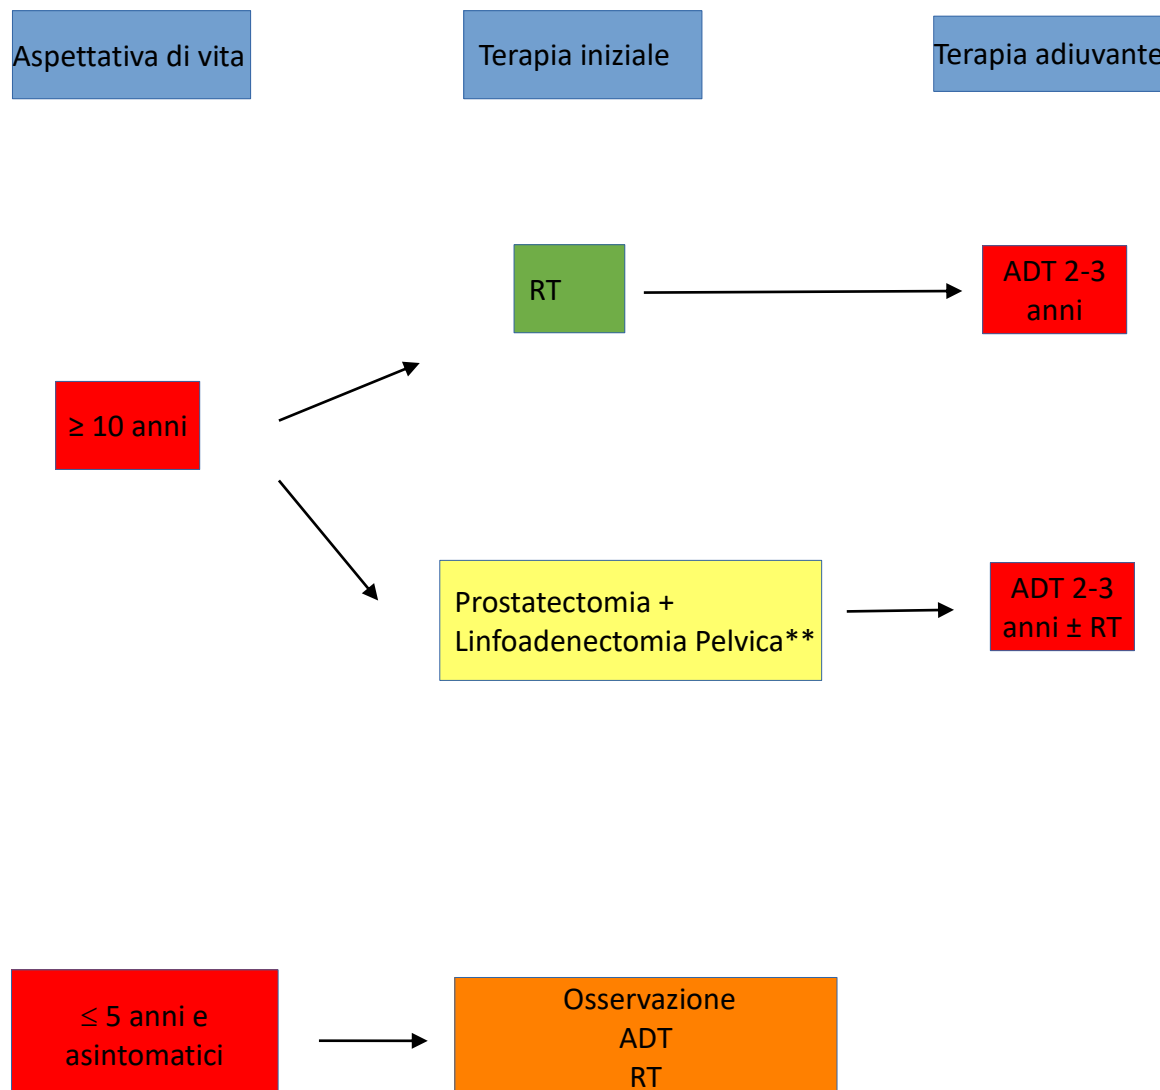 Aspettativa di vita
Terapia iniziale
Terapia adiuvante
RT
ADT 2-3
anni
≥ 10 anni
Prostatectomia +
Linfoadenectomia Pelvica**
ADT 2-3
anni ± RT
≤ 5 anni e
asintomatici
Osservazione
ADT
RT